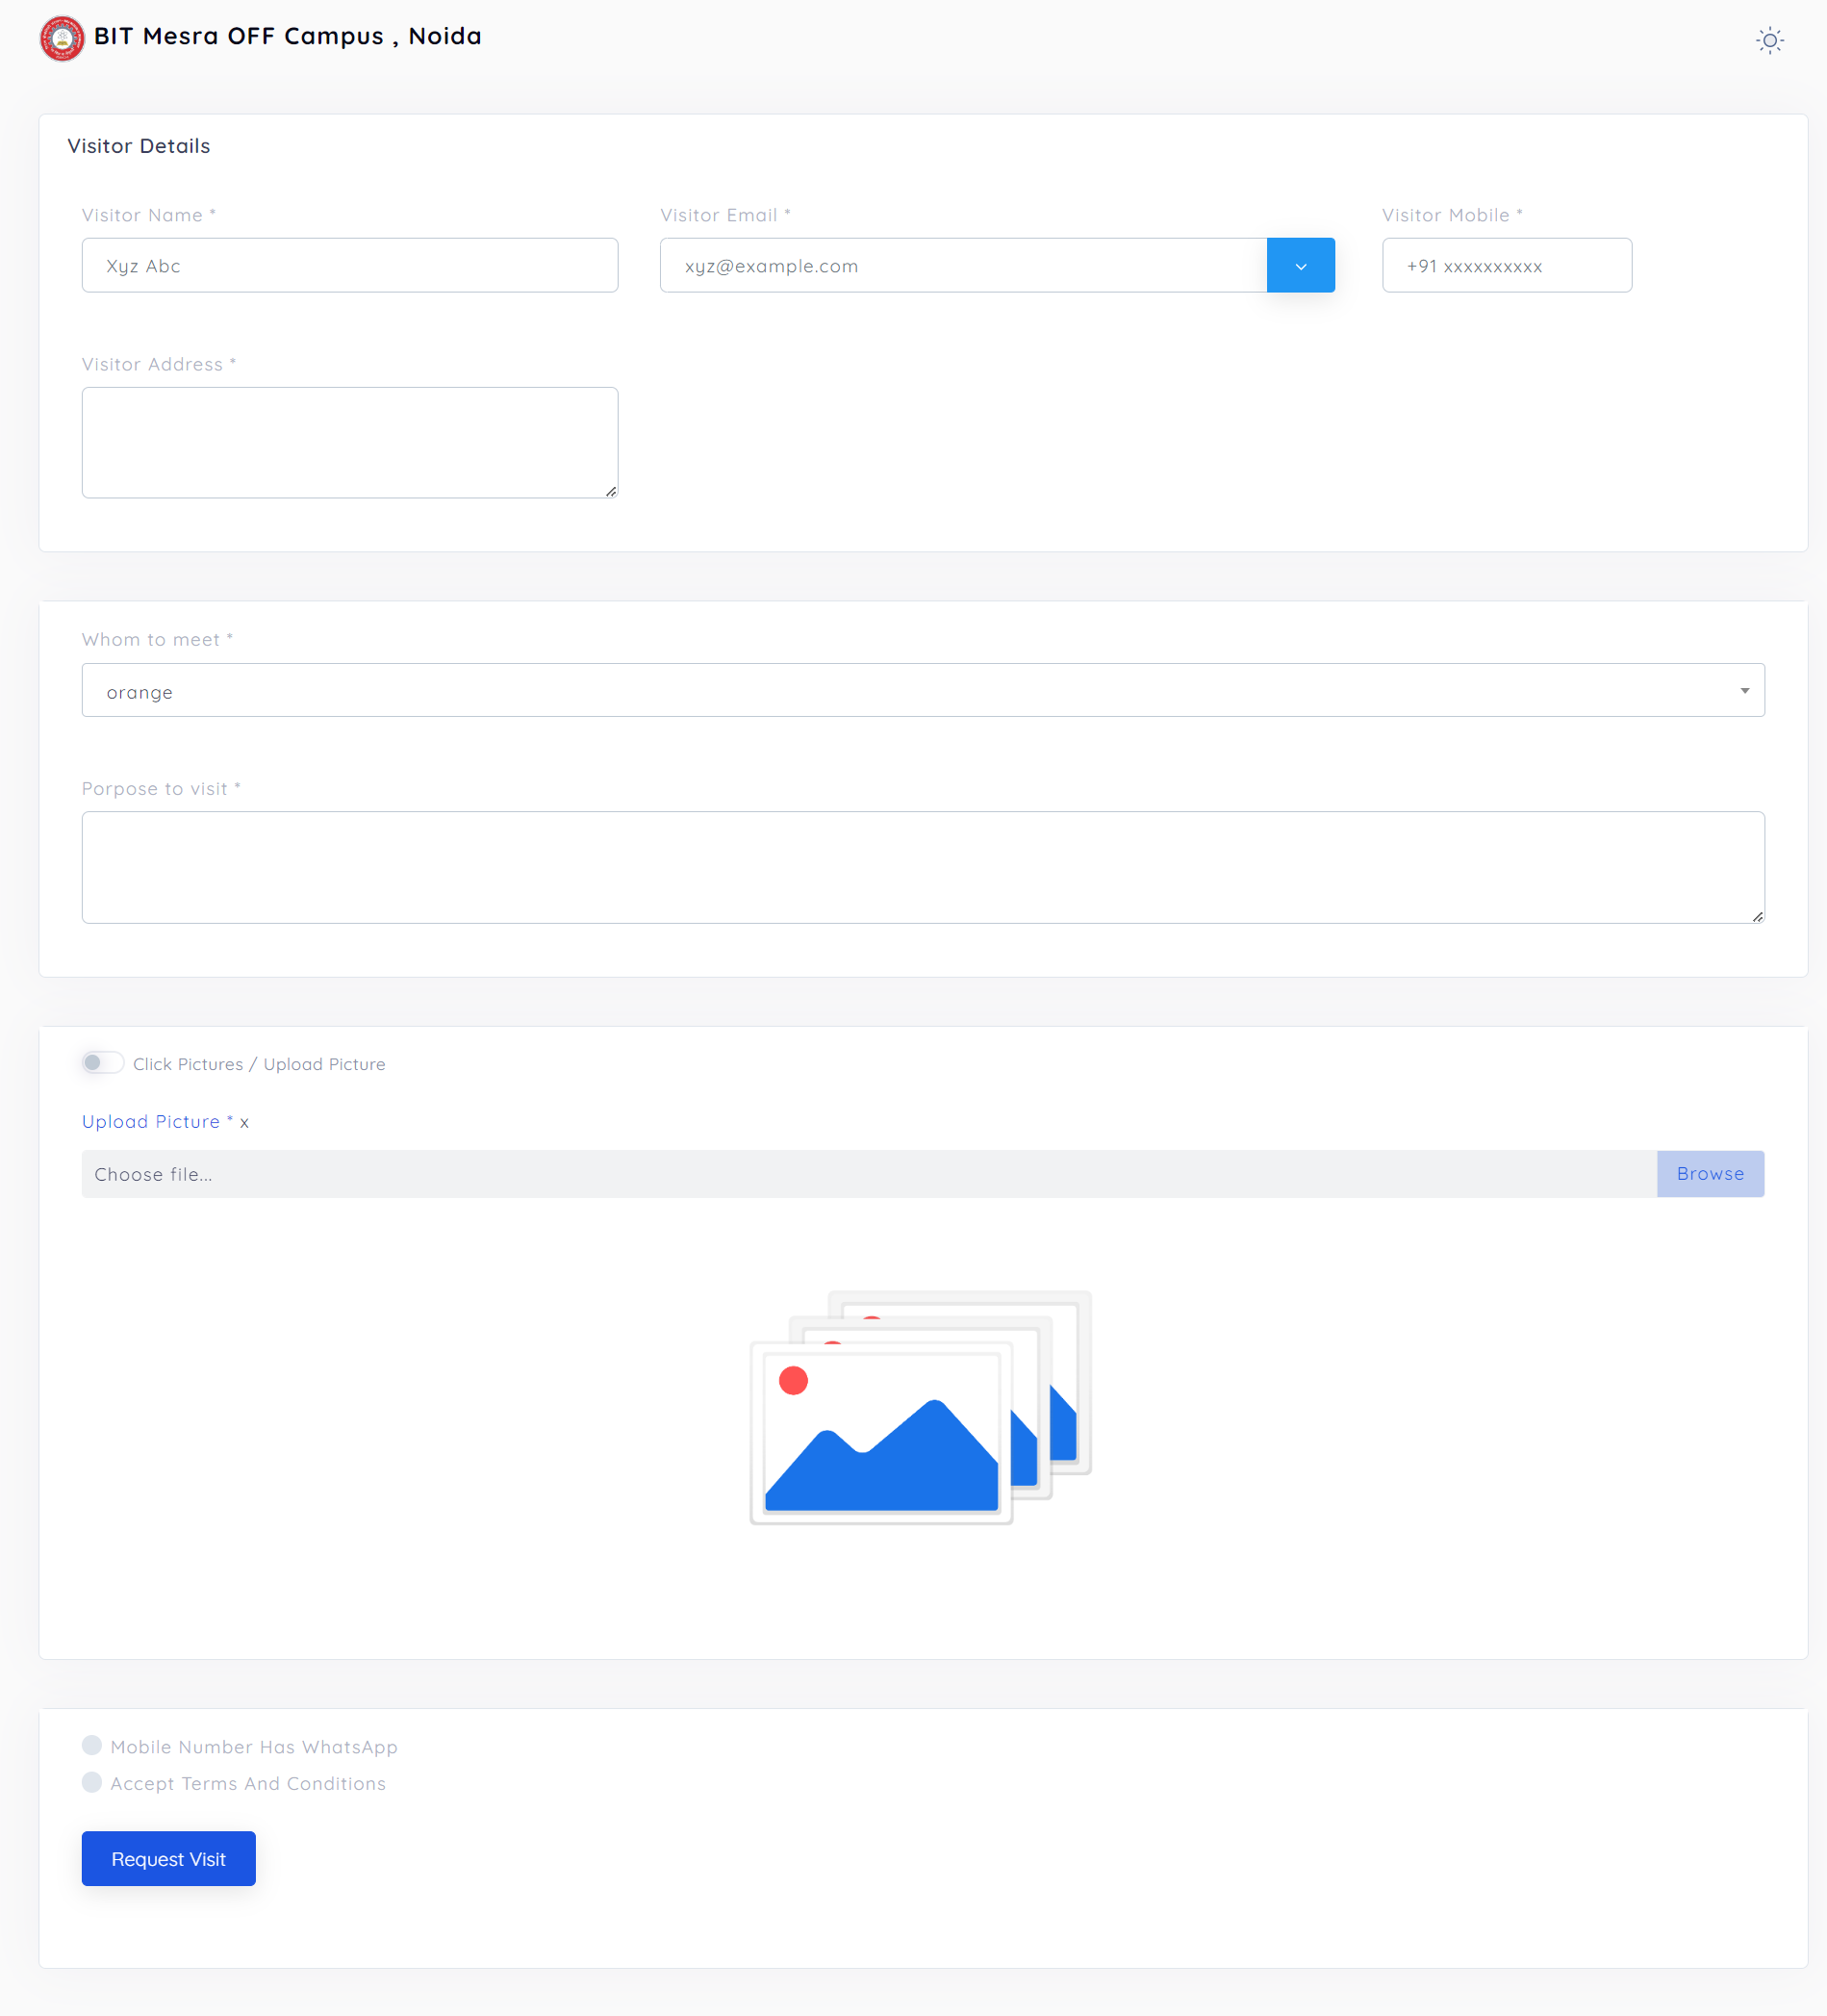 BIT Mesra OFF Campus , Noida
Visitor Details
Visitor Name *
Visitor Email *
Visitor Mobile *
Xyz Abc
xyz@example.com
+91 xxxxxxxxxx
Visitor Address *
Whom to meet *
orange
Porpose to visit *
Click Pictures / Upload Picture
Upload Picture * x
Choose file...
Browse
Mobile Number Has WhatsApp
Accept Terms And Conditions
Request Visit